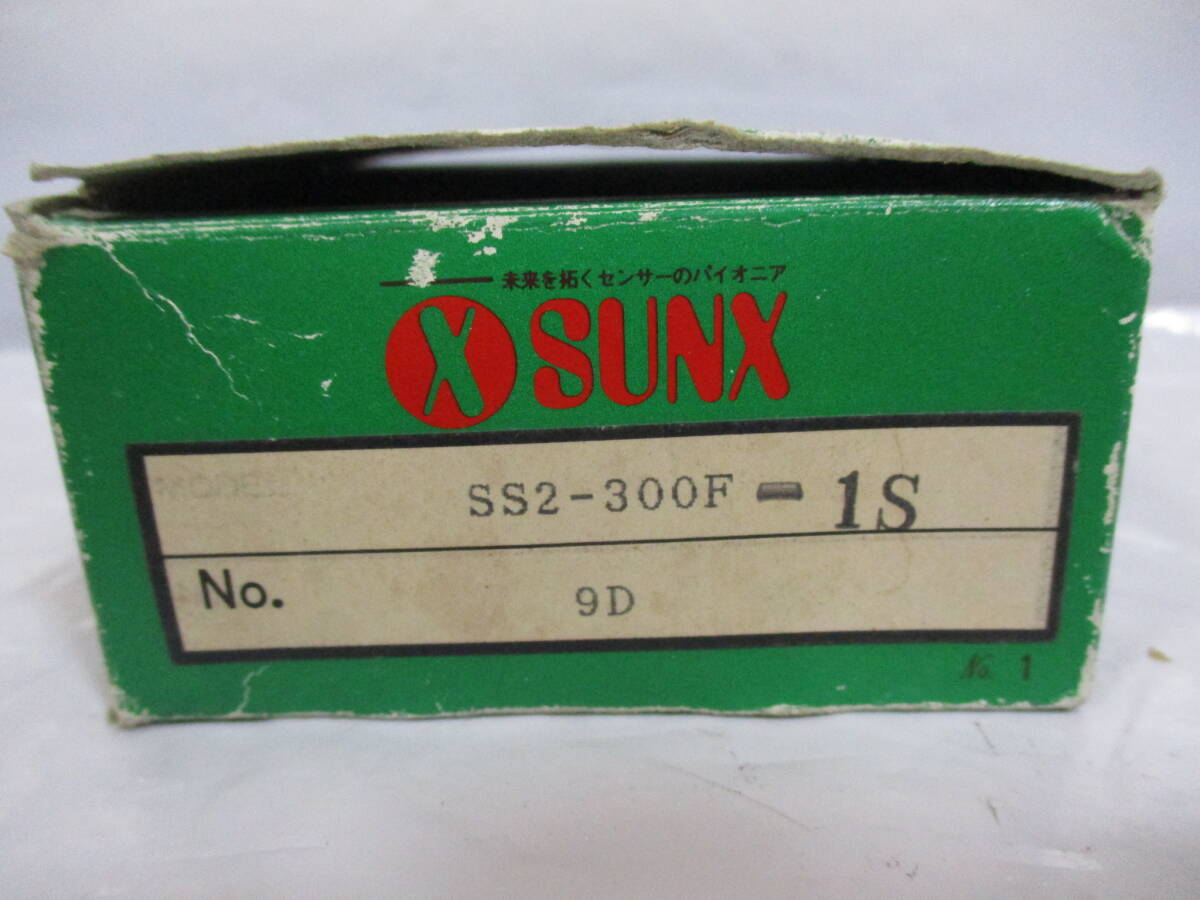 未来を拓くセンサーのパイオニア
SUNX
MODEL SS2-300F-1S
No. 9D
No. 1